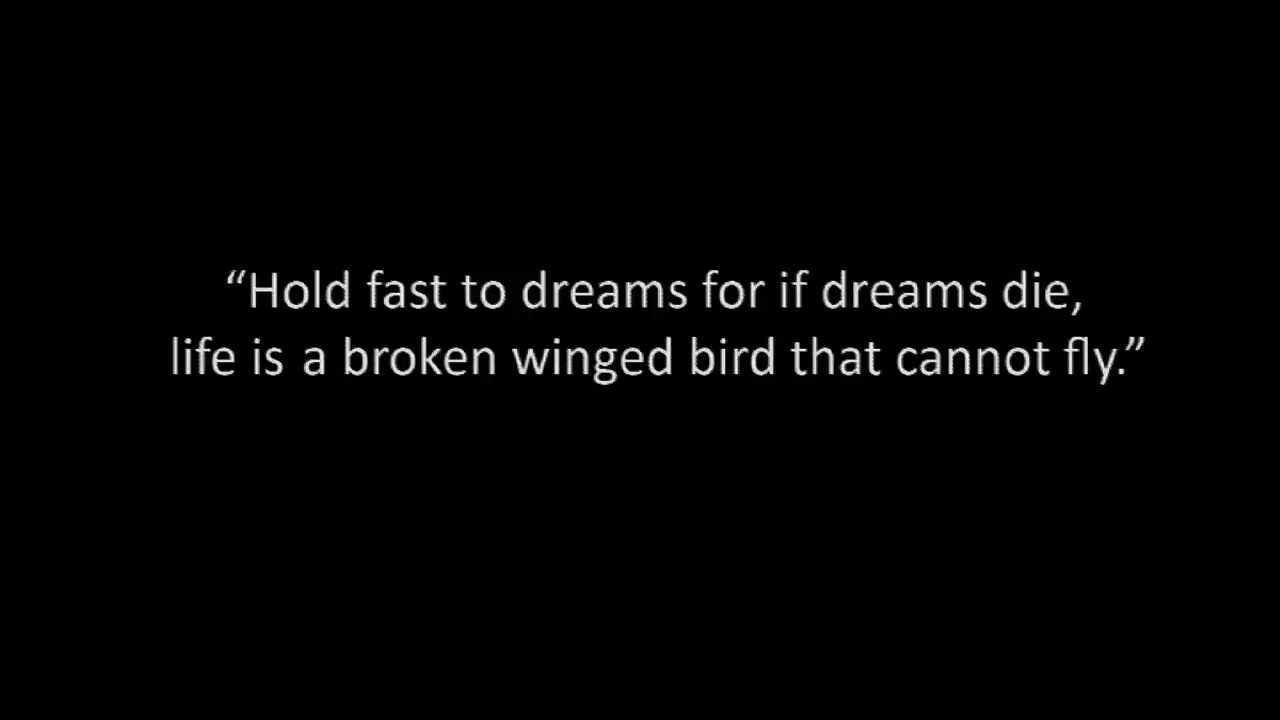 “Hold fast to dreams for if dreams die,
life is a broken winged bird that cannot fly.”